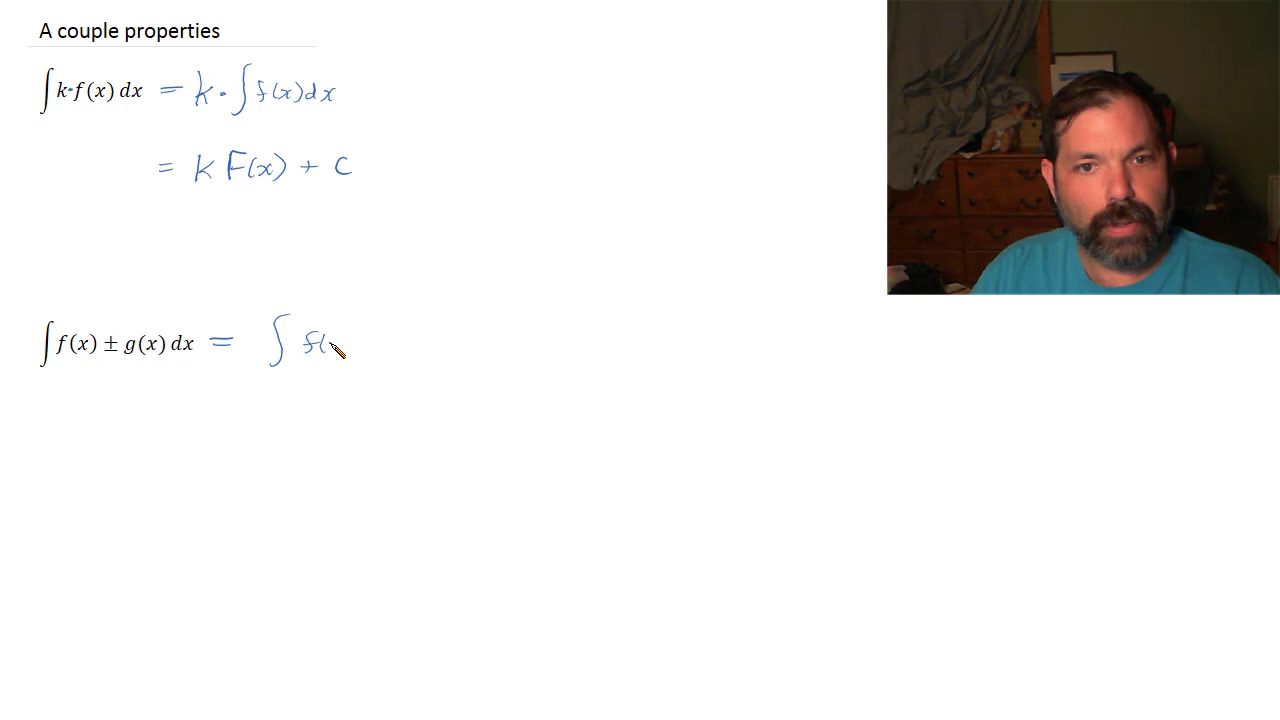 A couple properties
∫ k·f(x) dx = k · ∫ f(x)dx
= k F(x) + C
∫ f(x) ± g(x) dx = ∫ f(